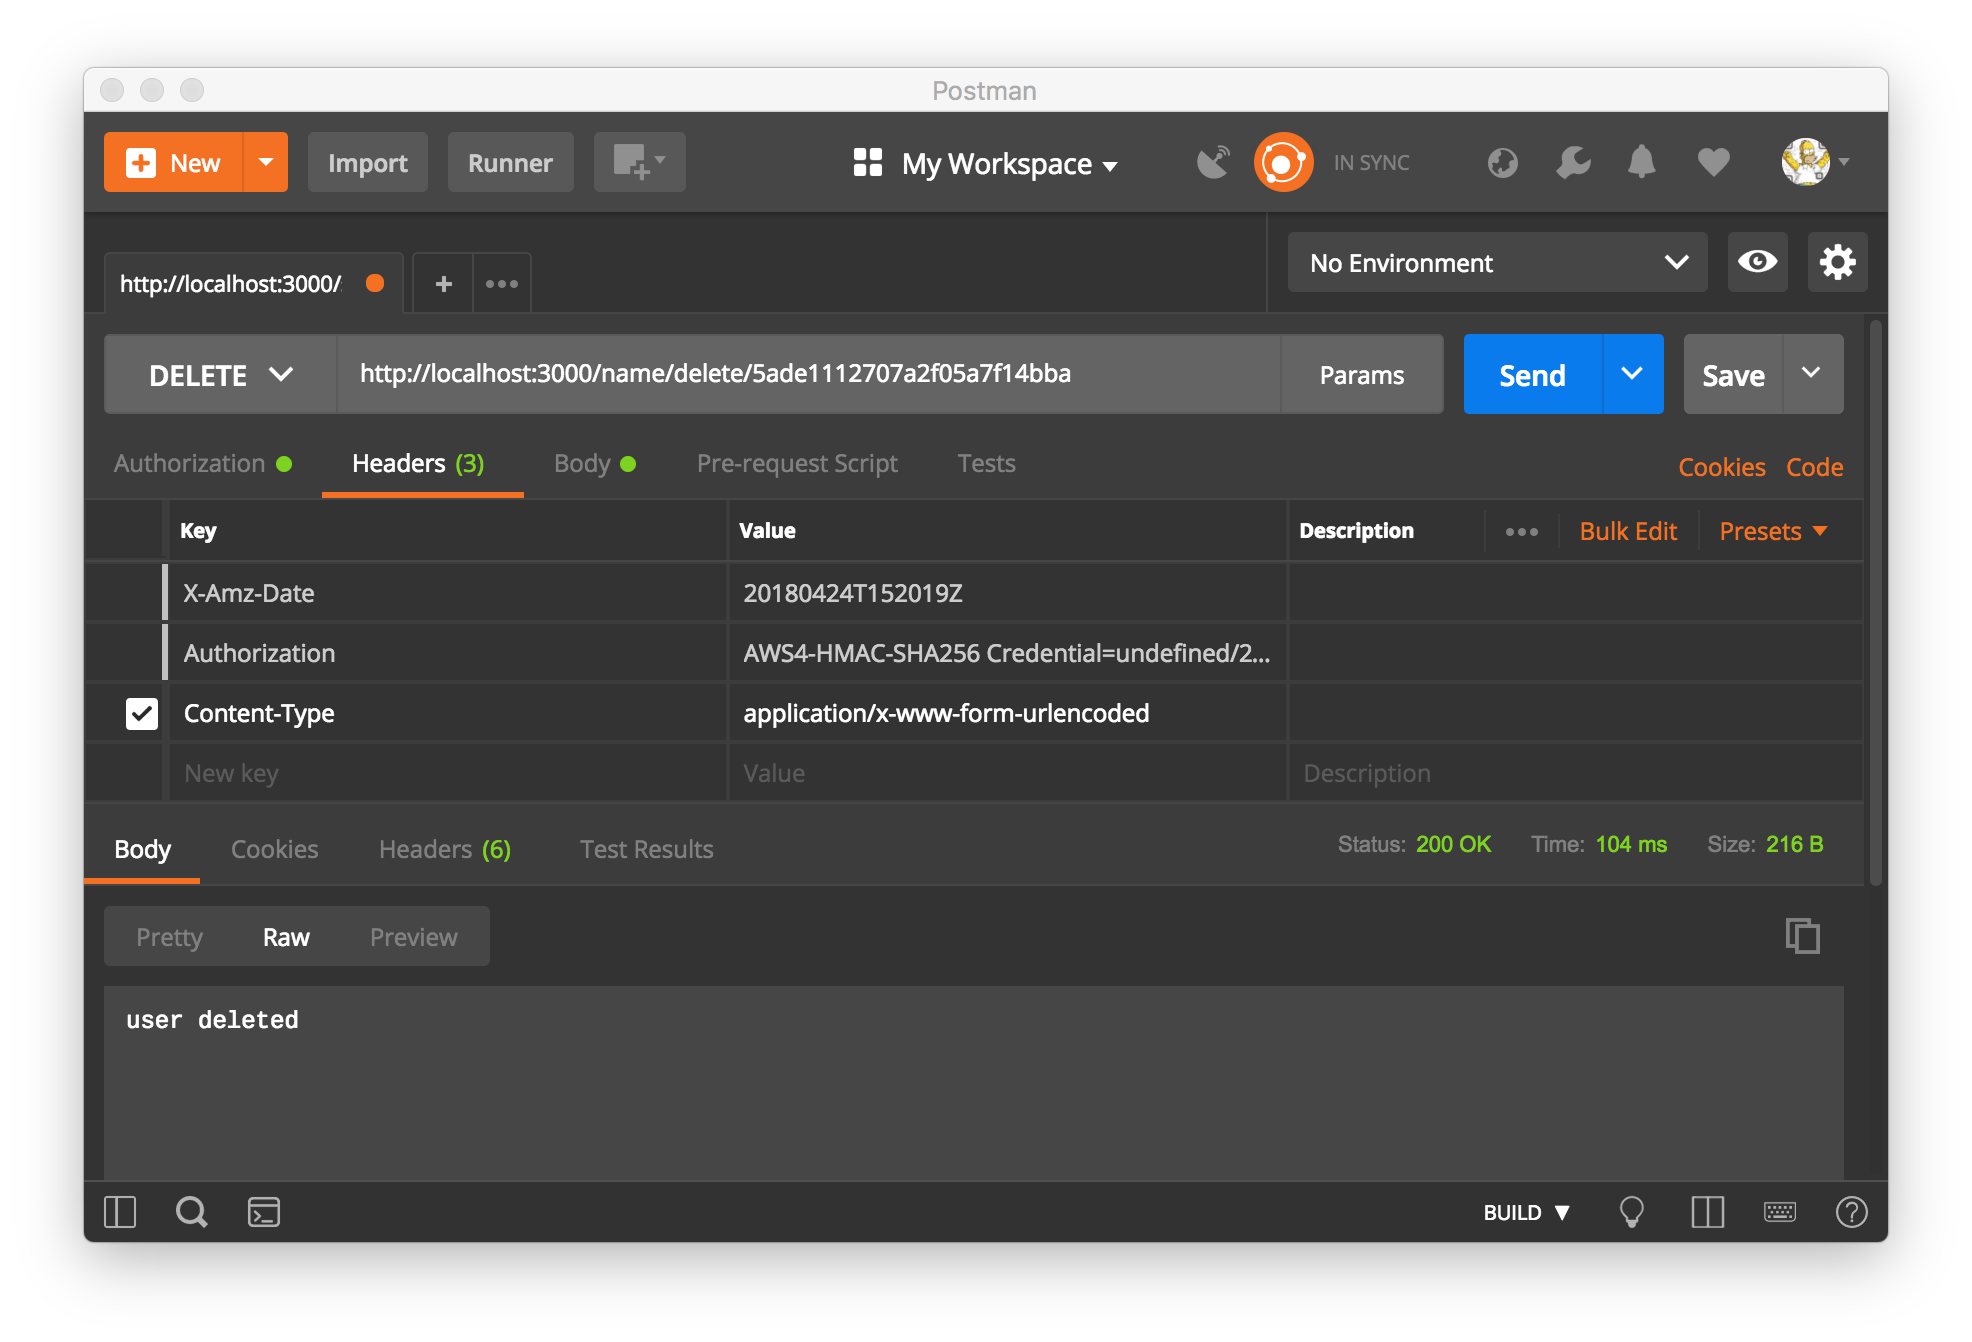 Postman
New Import Runner My Workspace IN SYNC
http://localhost:3000/ No Environment
DELETE http://localhost:3000/name/delete/5ade1112707a2f05a7f14bba Params Send Save
Authorization Headers (3) Body Pre-request Script Tests Cookies Code
Key Value Description Bulk Edit Presets
X-Amz-Date 20180424T152019Z
Authorization AWS4-HMAC-SHA256 Credential=undefined/2...
Content-Type application/x-www-form-urlencoded
New key Value Description
Body Cookies Headers (6) Test Results Status: 200 OK Time: 104 ms Size: 216 B
Pretty Raw Preview
user deleted
BUILD